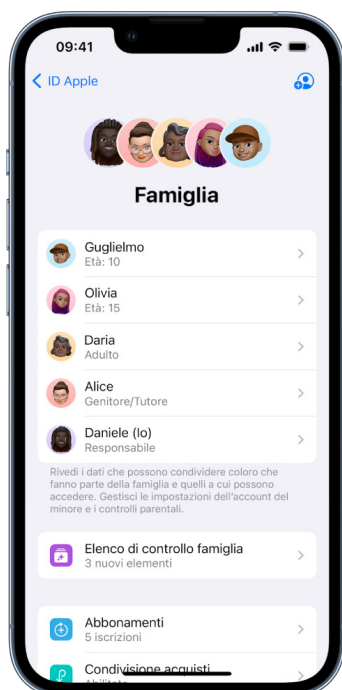 09:41
ID Apple
Famiglia
Guglielmo
Età: 10
Olivia
Età: 15
Daria
Adulto
Alice
Genitore/Tutore
Daniele (Io)
Responsabile
Rivedi i dati che possono condividere coloro che
fanno parte della famiglia e quelli a cui possono
accedere. Gestisci le impostazioni dell'account del
minore e i controlli parentali.
Elenco di controllo famiglia
3 nuovi elementi
Abbonamenti
5 iscrizioni
Condivisione acquisti